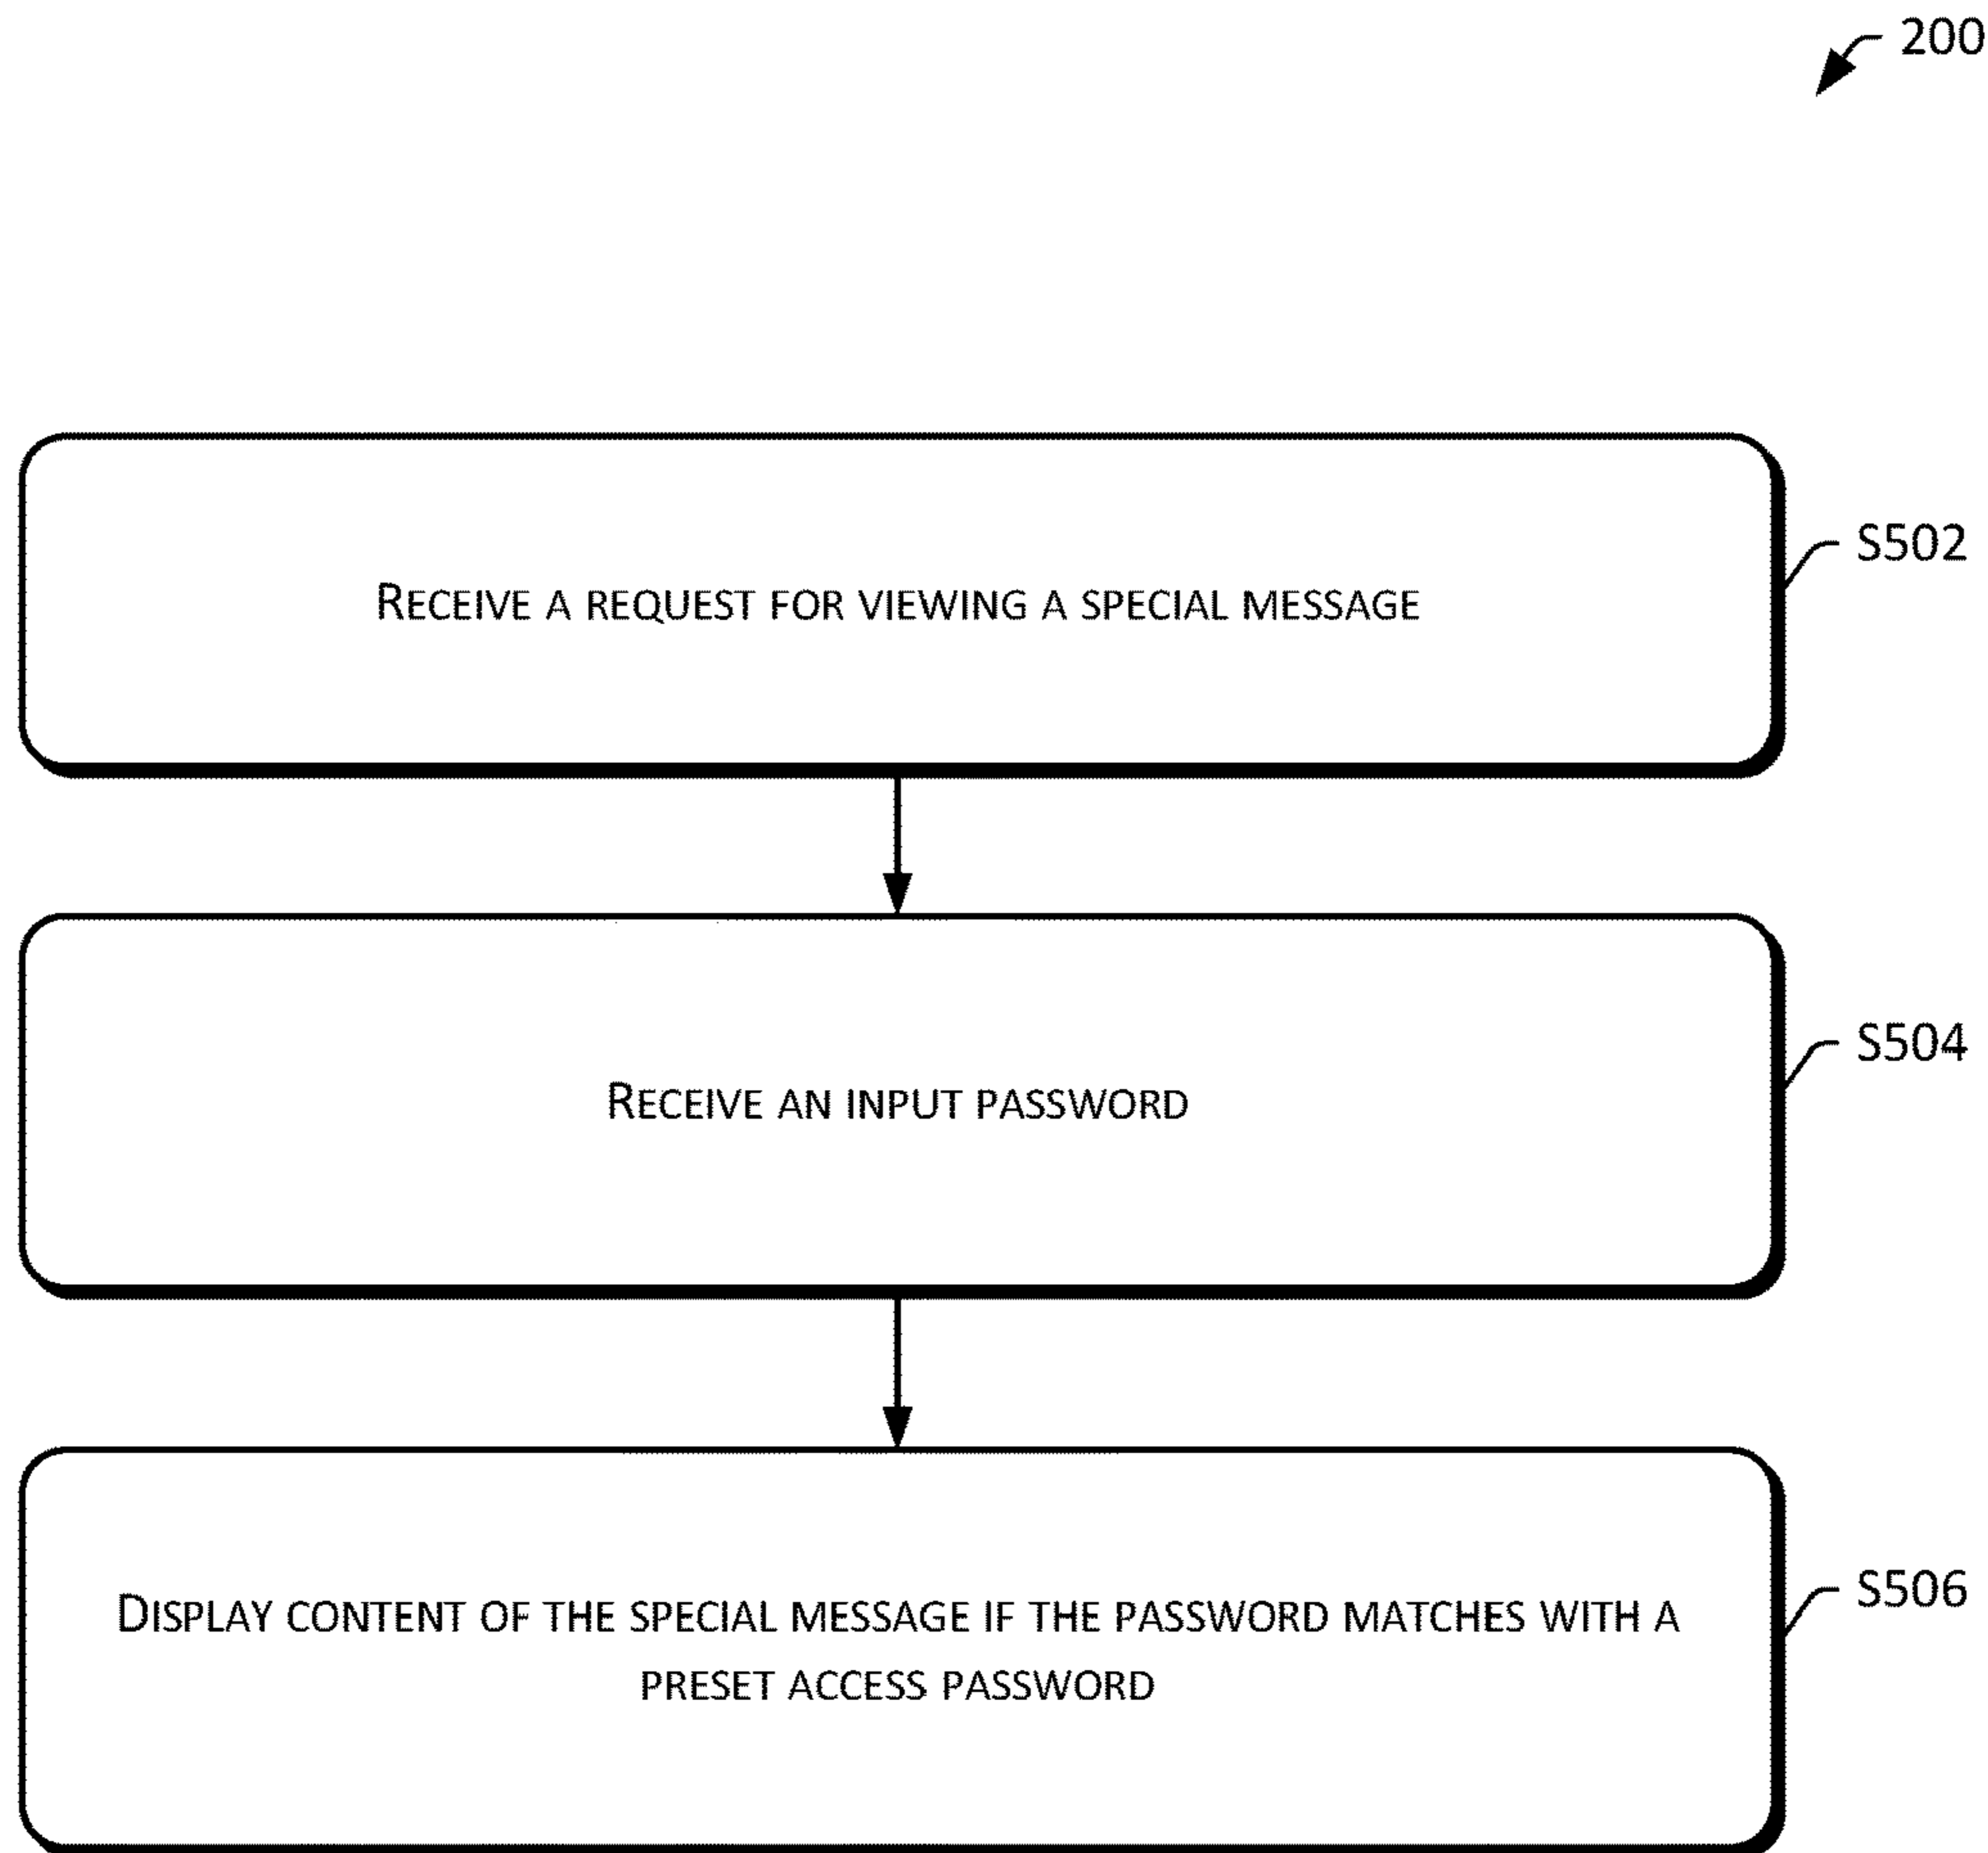 200
RECEIVE A REQUEST FOR VIEWING A SPECIAL MESSAGE
S502
RECEIVE AN INPUT PASSWORD
S504
DISPLAY CONTENT OF THE SPECIAL MESSAGE IF THE PASSWORD MATCHES WITH A
PRESET ACCESS PASSWORD
S506